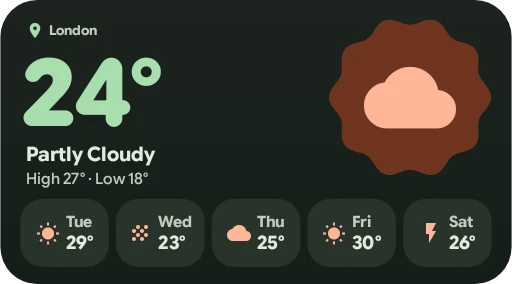 London
24°
Partly Cloudy
High 27° · Low 18°
Tue
29°
Wed
23°
Thu
25°
Fri
30°
Sat
26°